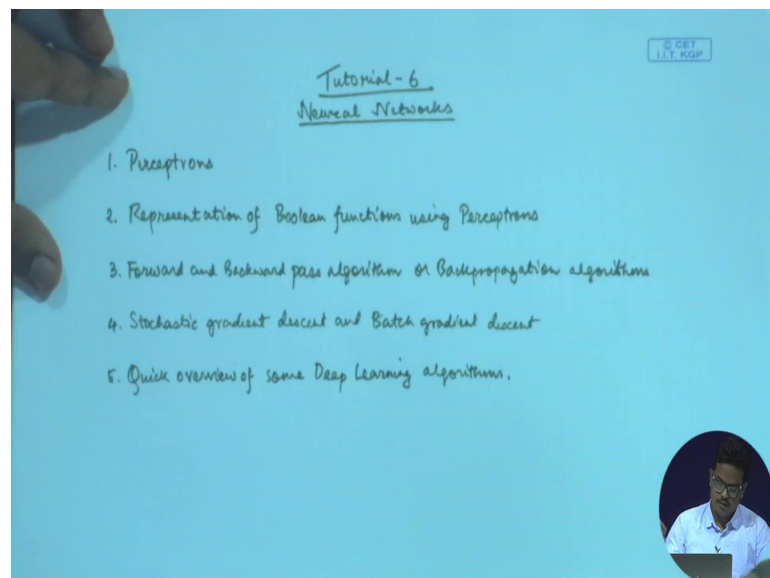 © CET
I.I.T. KGP
Tutorial-6
Neural Networks
1. Perceptrons
2. Representation of Boolean functions using Perceptrons
3. Forward and Backward pass algorithm or Backpropagation algorithms
4. Stochastic gradient descent and Batch gradient descent
5. Quick overview of some Deep Learning algorithms.